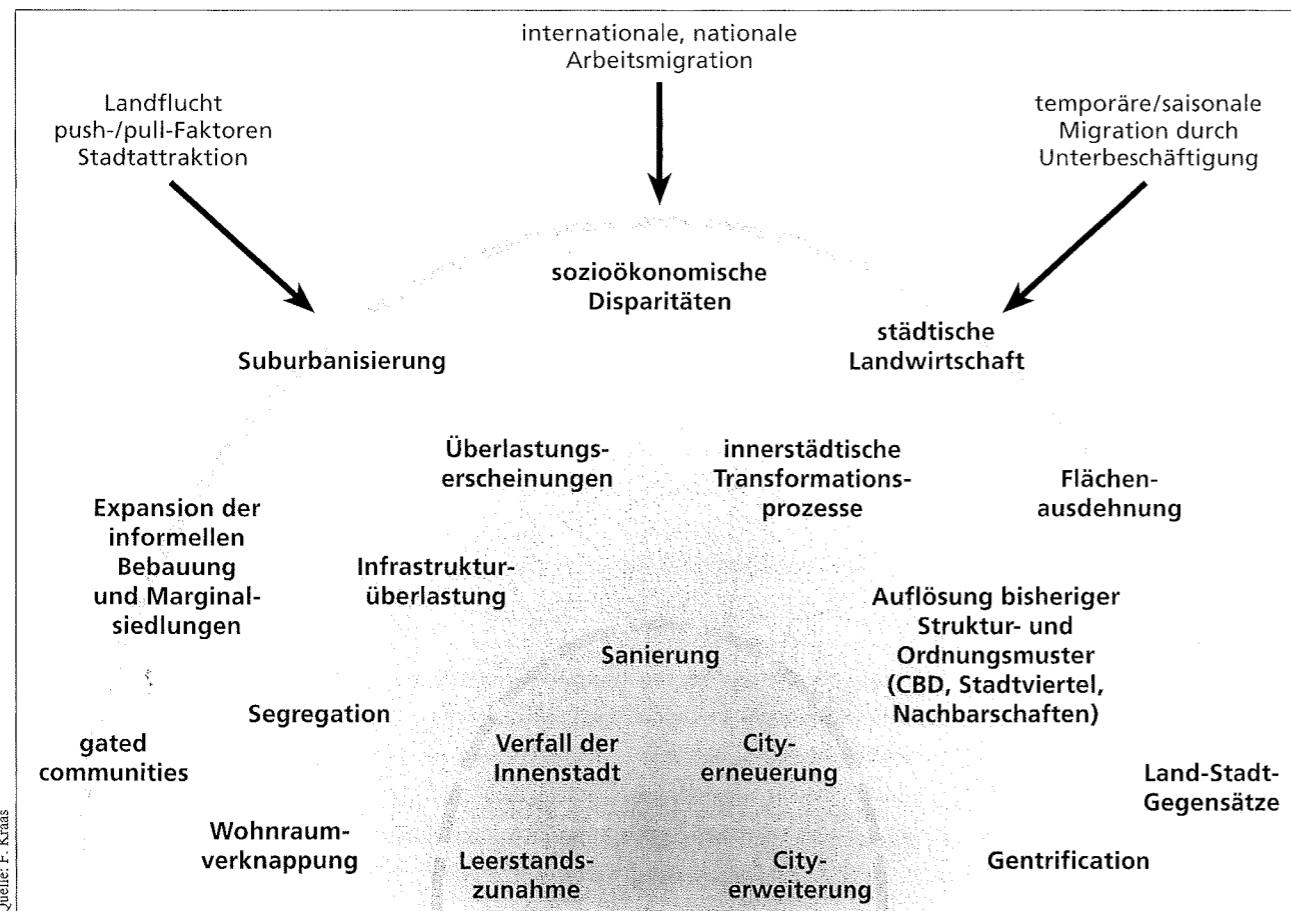 internationale, nationale
Arbeitsmigration
Landflucht
push-/pull-Faktoren
Stadtattraktion
temporäre/saisonale
Migration durch
Unterbeschäftigung
sozioökonomische
Disparitäten
Suburbanisierung
städtische
Landwirtschaft
Überlastungs-
erscheinungen
innerstädtische
Transformations-
prozesse
Flächen-
ausdehnung
Expansion der
informellen
Bebauung
und Marginal-
siedlungen
Infrastruktur-
überlastung
Auflösung bisheriger
Struktur- und
Ordnungsmuster
(CBD, Stadtviertel,
Nachbarschaften)
Sanierung
Segregation
gated
communities
Verfall der
Innenstadt
City-
erneuerung
Land-Stadt-
Gegensätze
Wohnraum-
verknappung
Leerstands-
zunahme
City-
erweiterung
Gentrification
Quelle: F. Kraas